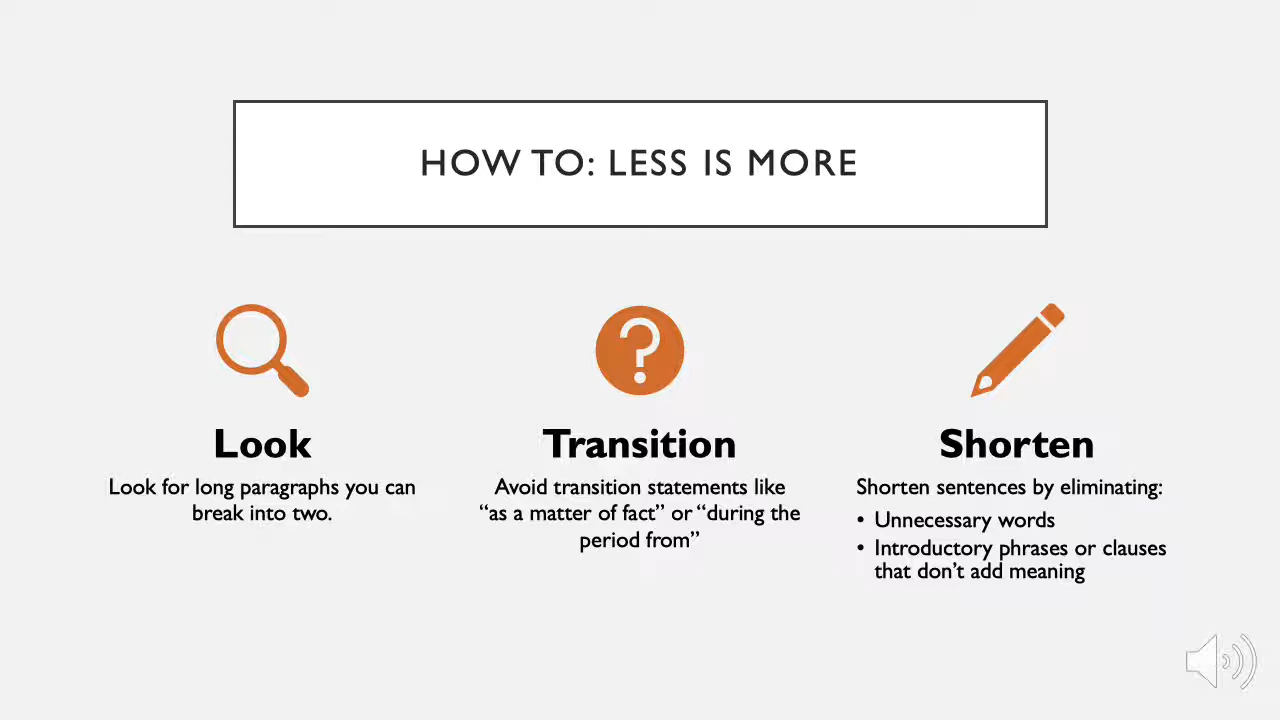 HOW TO: LESS IS MORE
Look
Look for long paragraphs you can
break into two.
Transition
Avoid transition statements like
“as a matter of fact” or “during the
period from”
Shorten
Shorten sentences by eliminating:
• Unnecessary words
• Introductory phrases or clauses
that don’t add meaning